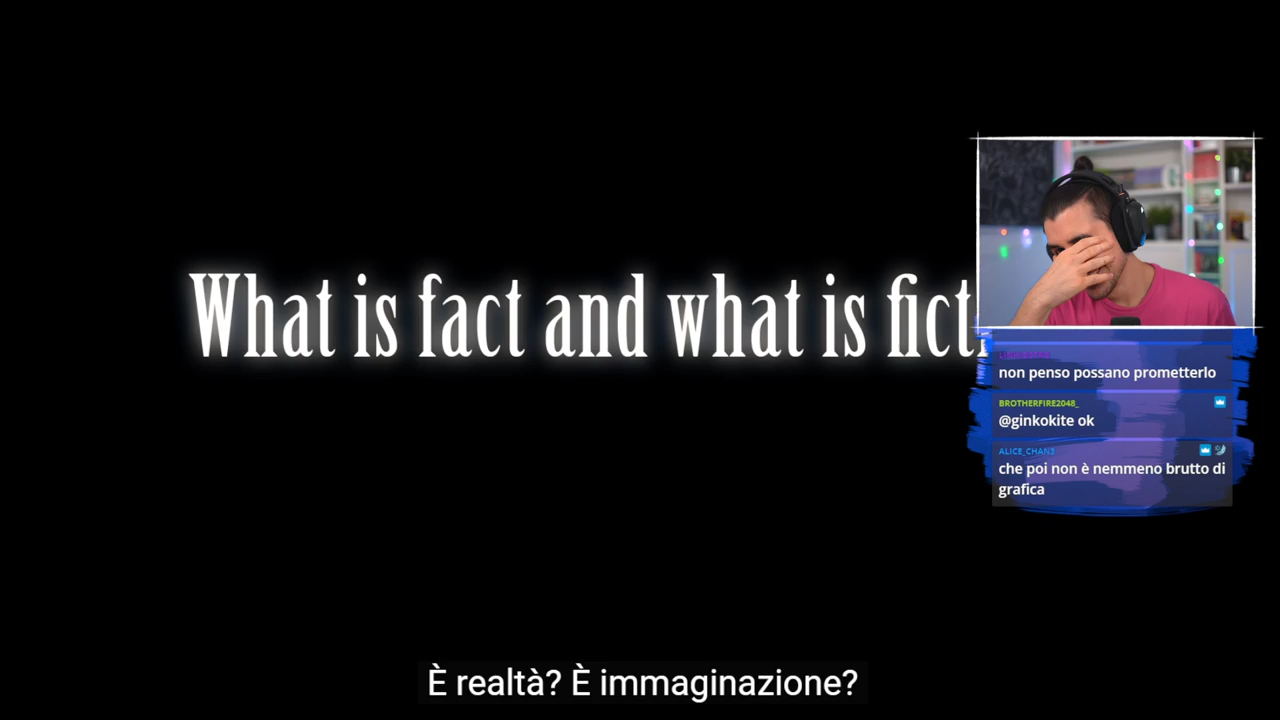 What is fact and what is fict
non penso possano prometterlo
BROTHERFIRE2048_
@ginkokite ok
ALICE_CHAN3
che poi non è nemmeno brutto di
grafica
È realtà? È immaginazione?